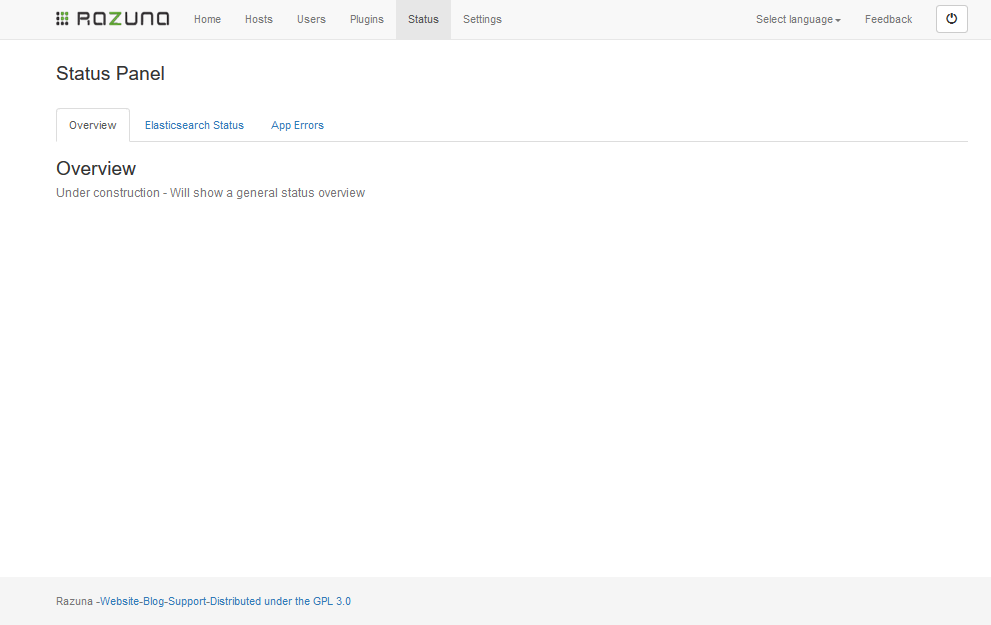 RAZUNA Home Hosts Users Plugins Status Settings Select language Feedback
Status Panel
Overview Elasticsearch Status App Errors
Overview
Under construction - Will show a general status overview
Razuna -Website-Blog-Support-Distributed under the GPL 3.0